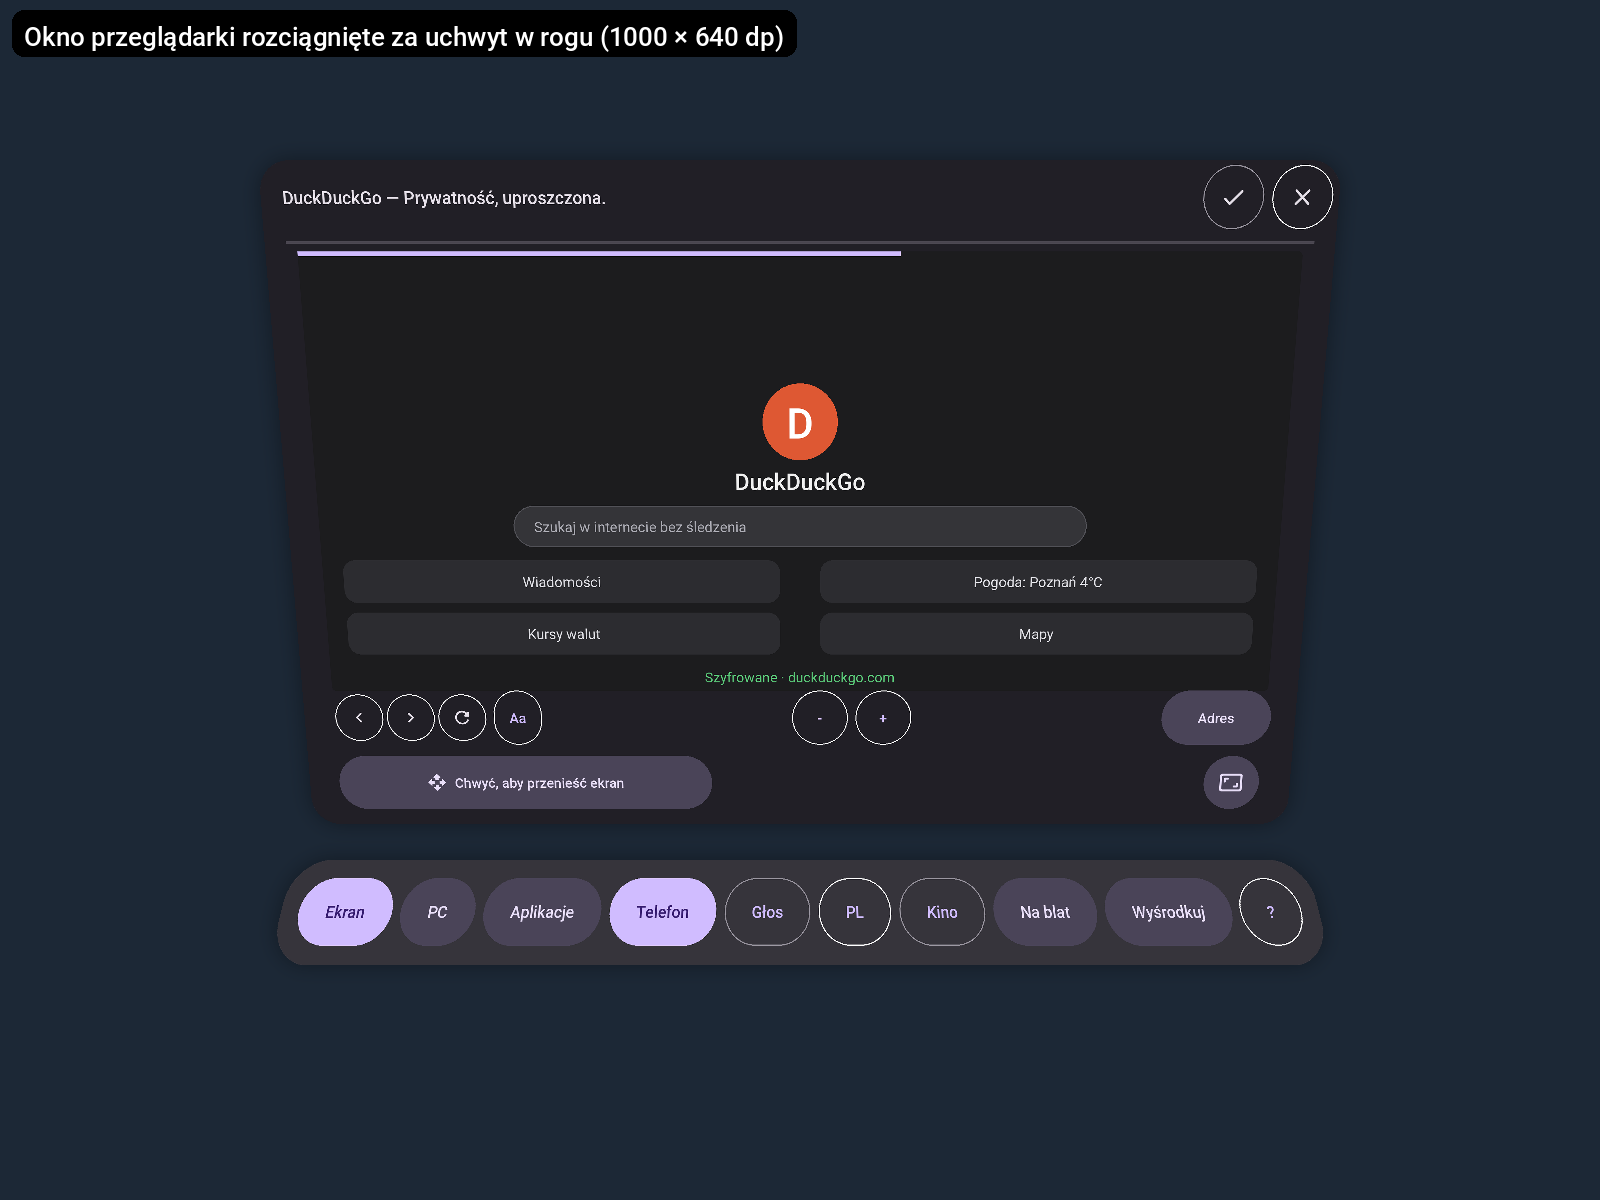 Okno przeglądarki rozciągnięte za uchwyt w rogu (1000 × 640 dp)
DuckDuckGo — Prywatność, uproszczona.
D
DuckDuckGo
Szukaj w internecie bez śledzenia
Wiadomości
Pogoda: Poznań 4°C
Kursy walut
Mapy
Szyfrowane · duckduckgo.com
Aa
-
+
Adres
Chwyć, aby przenieść ekran
Ekran
PC
Aplikacje
Telefon
Głos
PL
Kino
Na blat
Wyśrodkuj
?